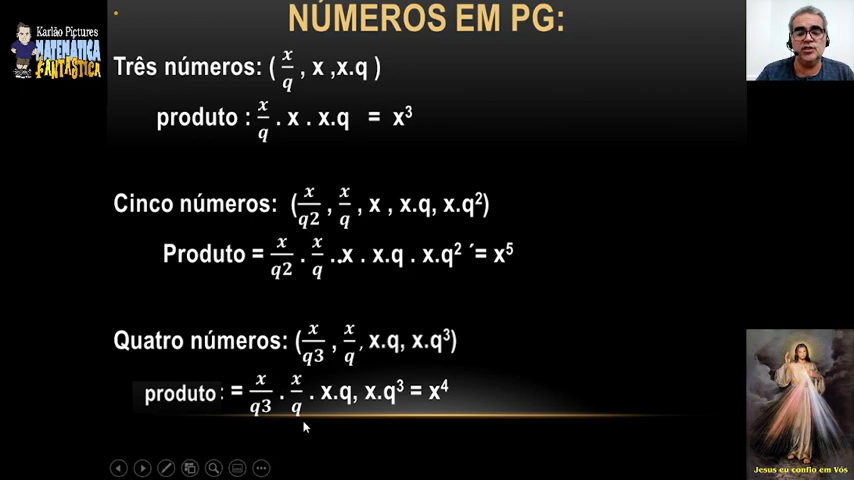 Karlão Pictures
MATEMÁTICA
FANTÁSTICA
NÚMEROS EM PG:
Três números: ( x/q , x ,x.q )
produto : x/q . x . x.q = x³
Cinco números: (x/q2 , x/q , x , x.q, x.q²)
Produto = x/q2 . x/q . .x . x.q . x.q² ´= x⁵
Quatro números: (x/q3 , x/q , x.q, x.q³)
produto : = x/q3 . x/q . x.q, x.q³ = x⁴
Jesus eu confio em Vós